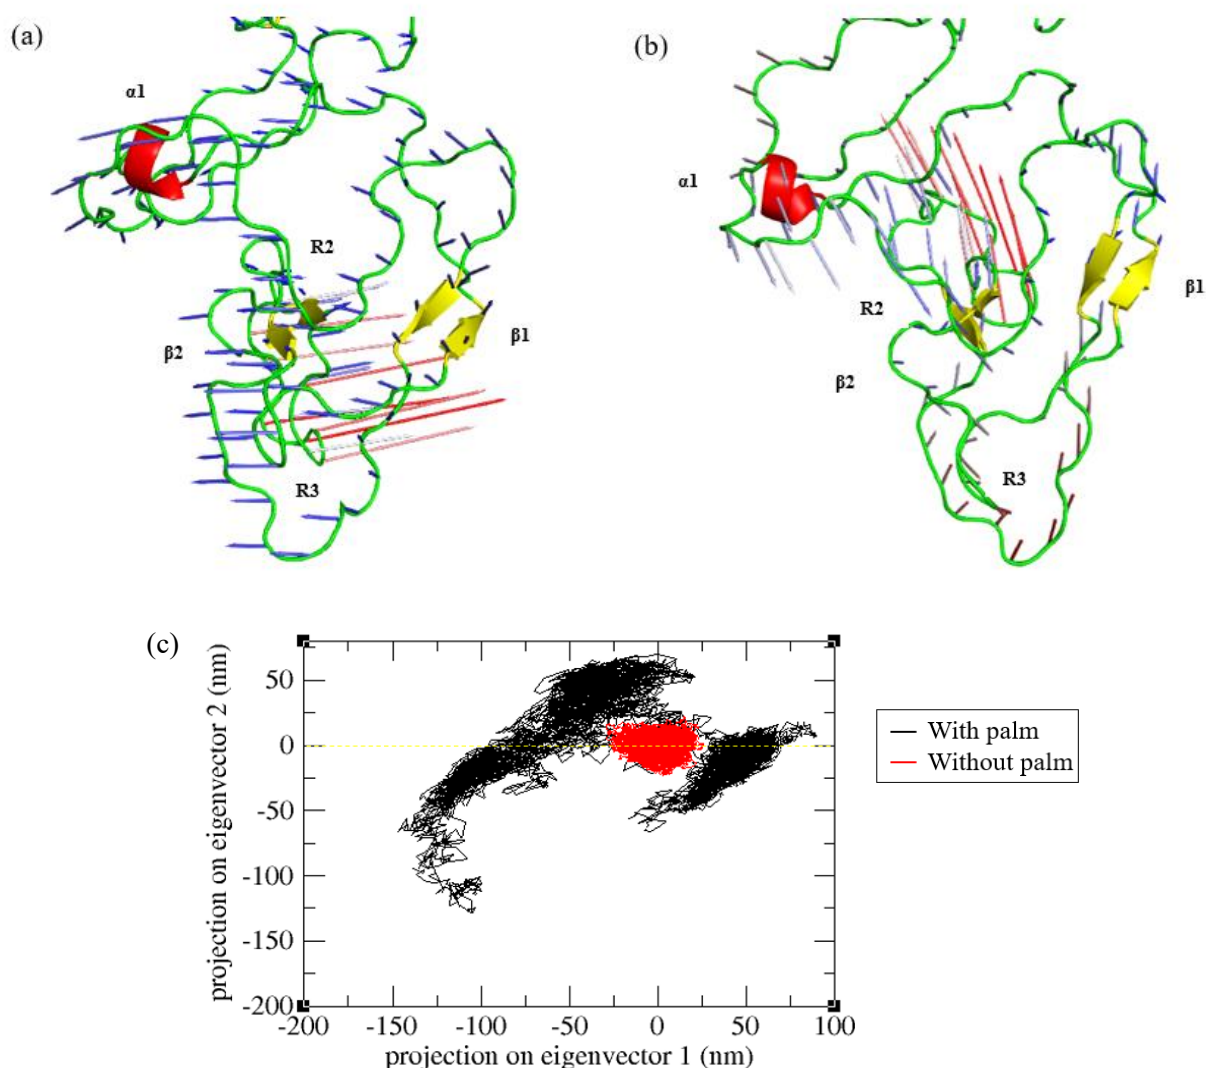 (a)
α1
R2
β2
β1
R3
(b)
α1
R2
β1
β2
R3
(c)
projection on eigenvector 2 (nm)
50
0
-50
-100
-150
-200
-200 -150 -100 -50 0 50 100
projection on eigenvector 1 (nm)
With palm
Without palm